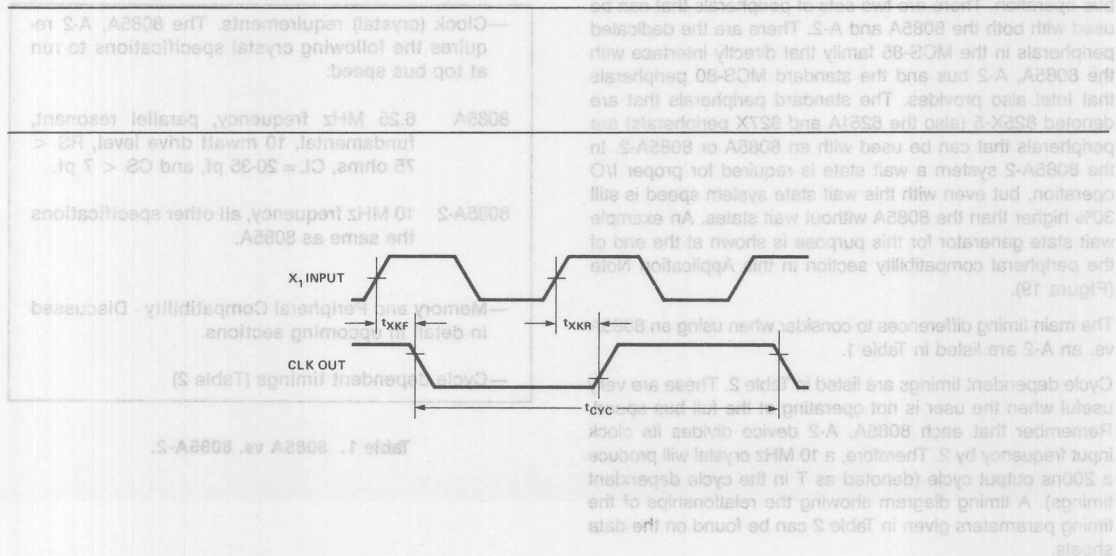 X₁ INPUT
tXKF
tXKR
CLK OUT
tCYC
Bus operation. There are two sets of peripherals that can be
used with both the 8085A and A-2. There are the dedicated
peripherals in the MCS-85 family that directly interface with
the 8085A, A-2 bus and the standard MCS-80 peripherals
that Intel also provides. The standard peripherals that are
denoted 825X-5 (also the 8251A and 827X peripherals) are
peripherals that can be used with an 8085A or 8085A-2. In
the 8085A-2 system a wait state is required for proper I/O
operation, but even with this wait state system speed is still
higher than the 8085A without wait states. An example
wait state generator for this purpose is shown at the end of
the peripheral compatibility section in this Application Note
(Figure 19).
The main timing differences to consider when using an 8085A
vs. an A-2 are listed in Table 1.
Cycle dependent timings are listed in Table 2. These are very
useful when the user is not operating at the full bus speed.
Remember that each 8085A, A-2 device divides its clock
input frequency by 2. Therefore, a 10 MHz crystal will produce
a 200ns output cycle (denoted as T in the cycle dependent
timings). A timing diagram showing the relationships of the
timing parameters given in Table 2 can be found on the data
sheets.
—Clock (crystal) requirements. The 8085A, A-2 re-
quires the following crystal specifications to run
at top bus speed:
8085A 6.25 MHz frequency, parallel resonant,
fundamental, 10 mwatt drive level, RS <
75 ohms, CL = 20-35 pf, and CS < 7 pf.
8085A-2 10 MHz frequency, all other specifications
the same as 8085A.
—Memory and Peripheral Compatibility - Discussed
in detail in upcoming sections.
—Cycle dependent timings (Table 2)
Table 1. 8085A vs. 8085A-2.